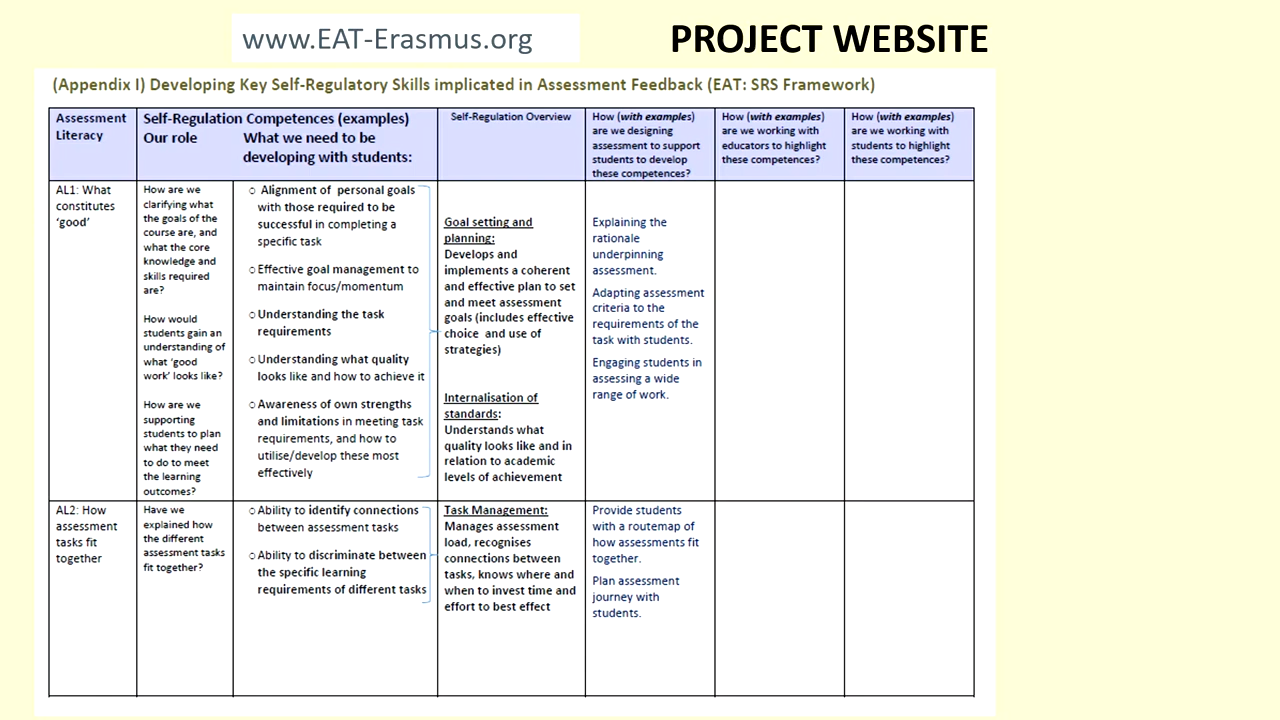 www.EAT-Erasmus.org
PROJECT WEBSITE
(Appendix I) Developing Key Self-Regulatory Skills implicated in Assessment Feedback (EAT: SRS Framework)
Assessment
Literacy
Self-Regulation Competences (examples)
Our role
What we need to be
developing with students:
Self-Regulation Overview
How (with examples)
are we designing
assessment to support
students to develop
these competences?
How (with examples)
are we working with
educators to highlight
these competences?
How (with examples)
are we working with
students to highlight
these competences?
AL1: What
constitutes
‘good’
How are we
clarifying what
the goals of the
course are, and
what the core
knowledge and
skills required
are?
How would
students gain an
understanding of
what ‘good
work’ looks like?
How are we
supporting
students to plan
what they need
to do to meet
the learning
outcomes?
○ Alignment of personal goals
with those required to be
successful in completing a
specific task
○ Effective goal management to
maintain focus/momentum
○ Understanding the task
requirements
○ Understanding what quality
looks like and how to achieve it
○ Awareness of own strengths
and limitations in meeting task
requirements, and how to
utilise/develop these most
effectively
Goal setting and
planning:
Develops and
implements a coherent
and effective plan to set
and meet assessment
goals (includes effective
choice and use of
strategies)
Internalisation of
standards:
Understands what
quality looks like and in
relation to academic
levels of achievement
Explaining the
rationale
underpinning
assessment.
Adapting assessment
criteria to the
requirements of the
task with students.
Engaging students in
assessing a wide
range of work.
AL2: How
assessment
tasks fit
together
Have we
explained how
the different
assessment tasks
fit together?
○ Ability to identify connections
between assessment tasks
○ Ability to discriminate between
the specific learning
requirements of different tasks
Task Management:
Manages assessment
load, recognises
connections between
tasks, knows where and
when to invest time and
effort to best effect
Provide students
with a routemap of
how assessments fit
together.
Plan assessment
journey with
students.